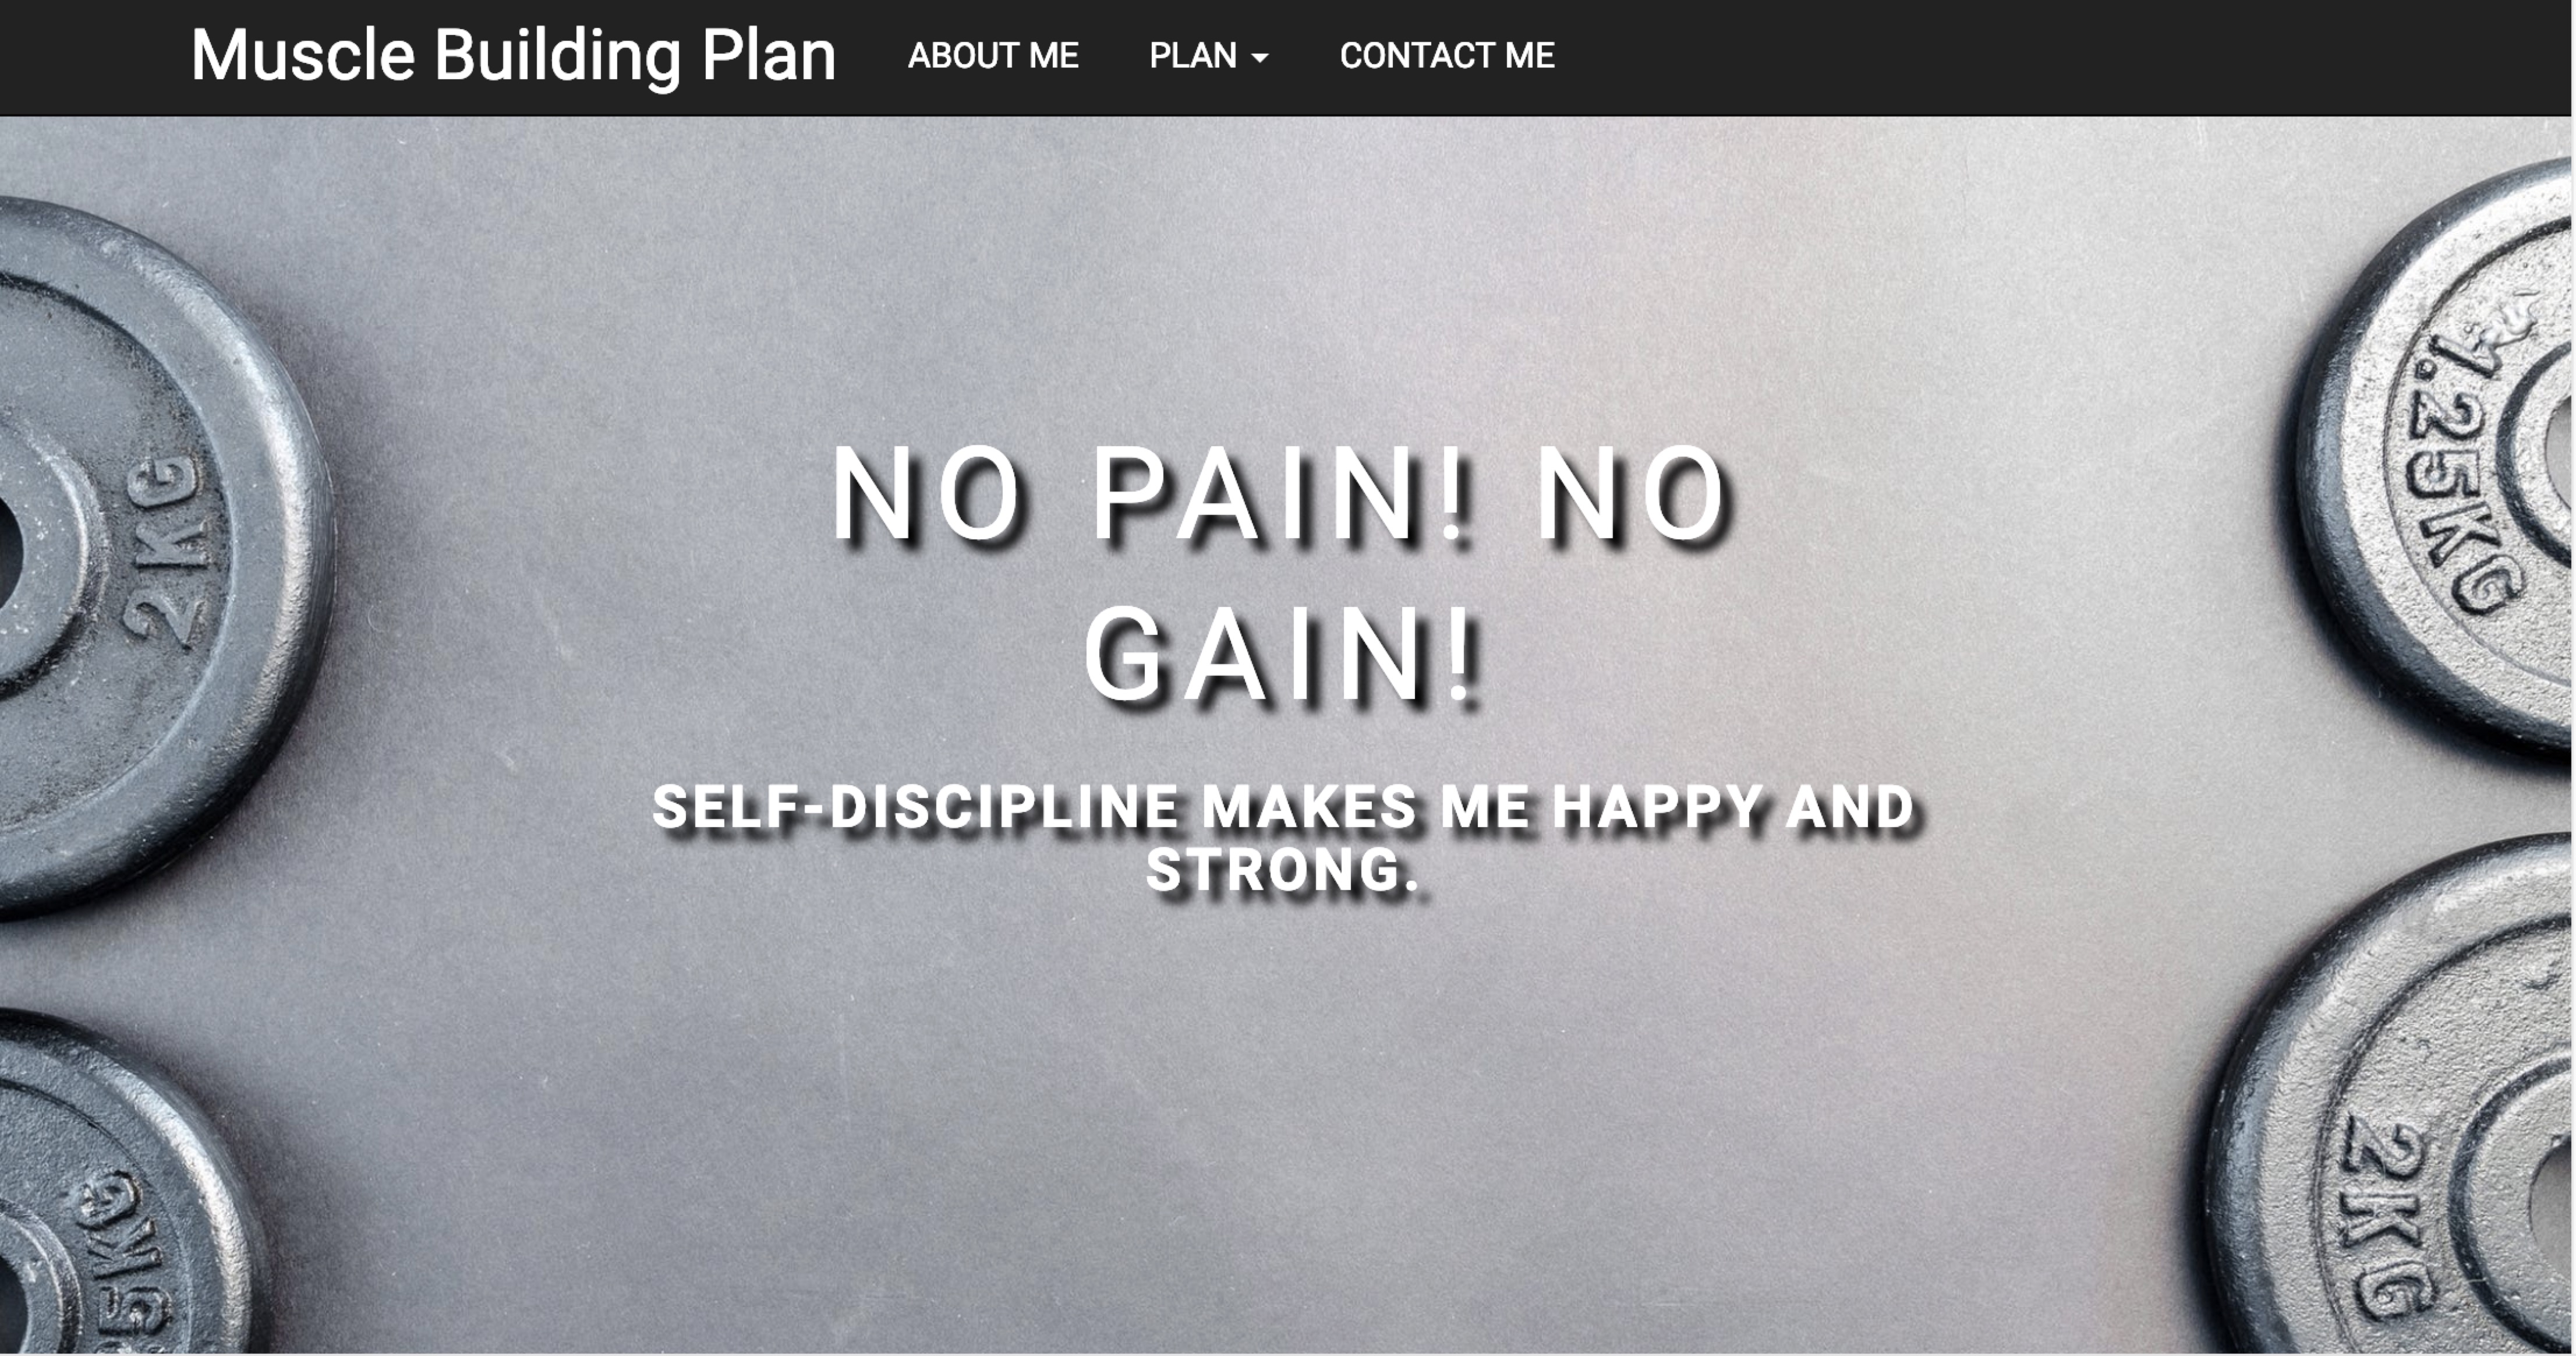 Muscle Building Plan
ABOUT ME
PLAN
CONTACT ME
NO PAIN! NO
GAIN!
SELF-DISCIPLINE MAKES ME HAPPY AND
STRONG.
2KG
1.25KG
5KG
2KG